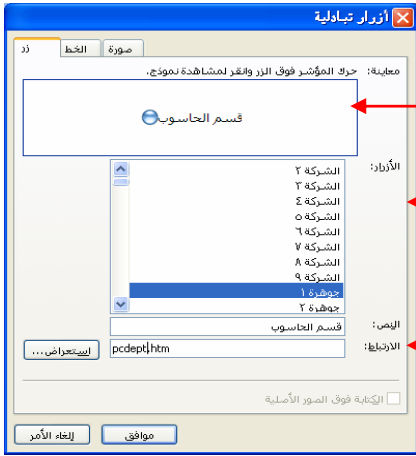 أزرار تبادلية
زر
الخط
صورة
معاينة: حرك المؤشر فوق الزر وانقر لمشاهدة نموذج.
قسم الحاسوب
الأزرار:
الشركة ٢
الشركة ٣
الشركة ٤
الشركة ٥
الشركة ٦
الشركة ٧
الشركة ٨
الشركة ٩
جوهرة ١
جوهرة ٢
النص: قسم الحاسوب
الارتباط: pcdept.htm استعراض...
الكتابة فوق الصور الأصلية
موافق
إلغاء الأمر